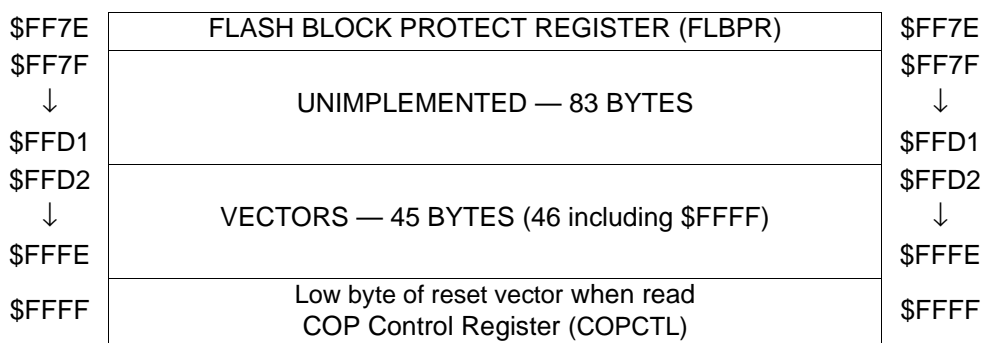 $FF7E FLASH BLOCK PROTECT REGISTER (FLBPR) $FF7E
$FF7F $FF7F
↓ UNIMPLEMENTED — 83 BYTES ↓
$FFD1 $FFD1
$FFD2 $FFD2
↓ VECTORS — 45 BYTES (46 including $FFFF) ↓
$FFFE $FFFE
$FFFF Low byte of reset vector when read $FFFF
COP Control Register (COPCTL)